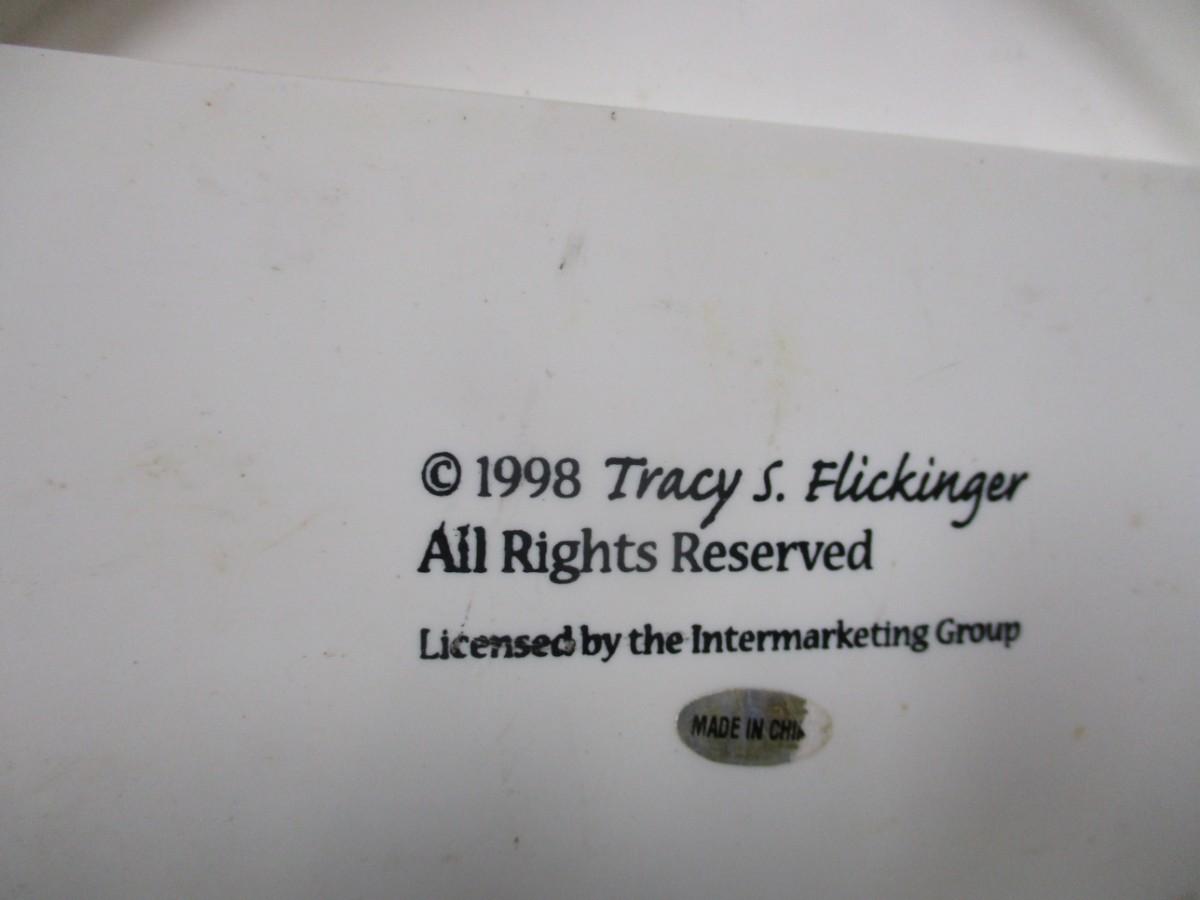 © 1998 Tracy S. Flickinger
All Rights Reserved
Licensed by the Intermarketing Group
MADE IN CHI